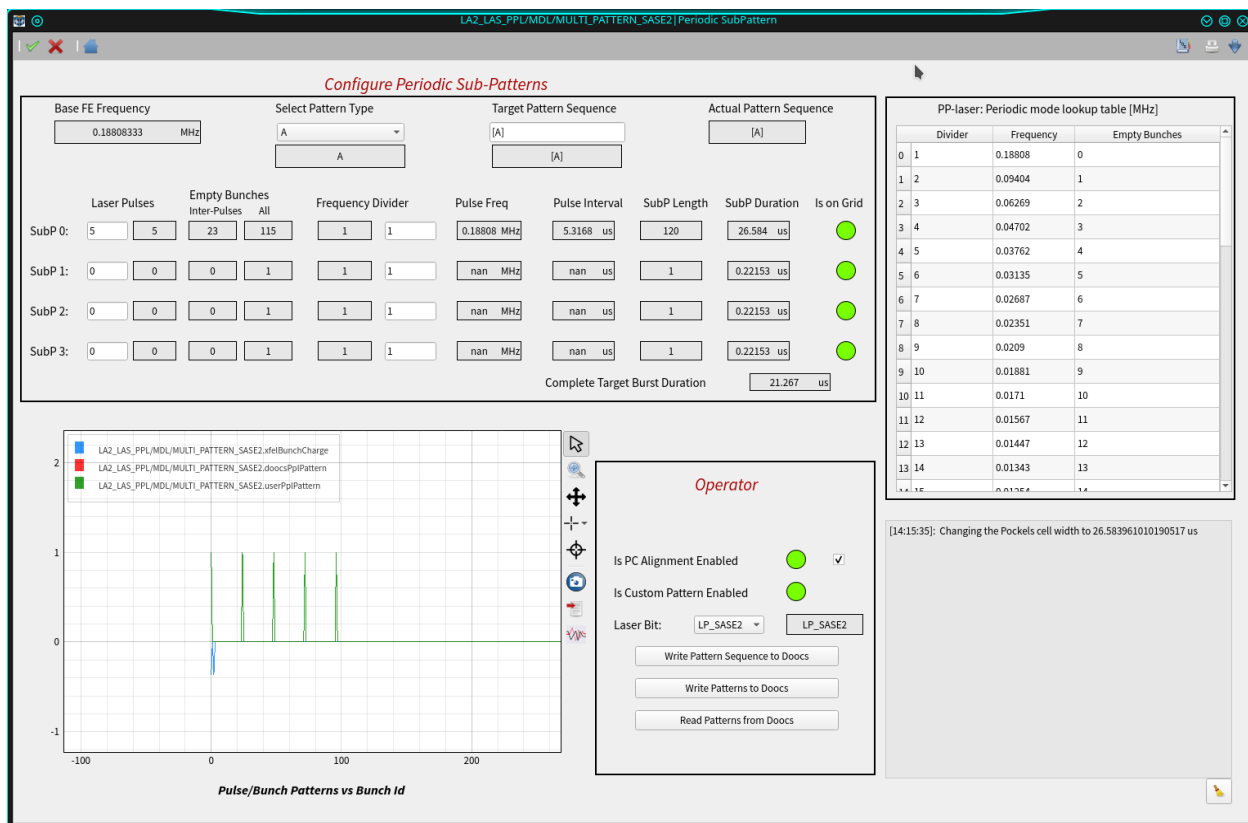 LA2_LAS_PPL/MDL/MULTI_PATTERN_SASE2|Periodic SubPattern
Configure Periodic Sub-Patterns
Base FE Frequency Select Pattern Type Target Pattern Sequence Actual Pattern Sequence
0.18808333 MHz A [A] [A]
A [A]
Laser Pulses Empty Bunches Frequency Divider Pulse Freq Pulse Interval SubP Length SubP Duration Is on Grid
Inter-Pulses All
SubP 0: 5 5 23 115 1 1 0.18808 MHz 5.3168 us 120 26.584 us
SubP 1: 0 0 0 1 1 1 nan MHz nan us 1 0.22153 us
SubP 2: 0 0 0 1 1 1 nan MHz nan us 1 0.22153 us
SubP 3: 0 0 0 1 1 1 nan MHz nan us 1 0.22153 us
Complete Target Burst Duration 21.267 us
PP-laser: Periodic mode lookup table [MHz]
Divider Frequency Empty Bunches
0 1 0.18808 0
1 2 0.09404 1
2 3 0.06269 2
3 4 0.04702 3
4 5 0.03762 4
5 6 0.03135 5
6 7 0.02687 6
7 8 0.02351 7
8 9 0.0209 8
9 10 0.01881 9
10 11 0.0171 10
11 12 0.01567 11
12 13 0.01447 12
13 14 0.01343 13
14 15 0.01254 14
LA2_LAS_PPL/MDL/MULTI_PATTERN_SASE2.xfelBunchCharge
LA2_LAS_PPL/MDL/MULTI_PATTERN_SASE2.doocsPplPattern
LA2_LAS_PPL/MDL/MULTI_PATTERN_SASE2.userPplPattern
2
1
0
-1
-100 0 100 200
Pulse/Bunch Patterns vs Bunch Id
Operator
Is PC Alignment Enabled
Is Custom Pattern Enabled
Laser Bit: LP_SASE2 LP_SASE2
Write Pattern Sequence to Doocs
Write Patterns to Doocs
Read Patterns from Doocs
[14:15:35]: Changing the Pockels cell width to 26.583961010190517 us